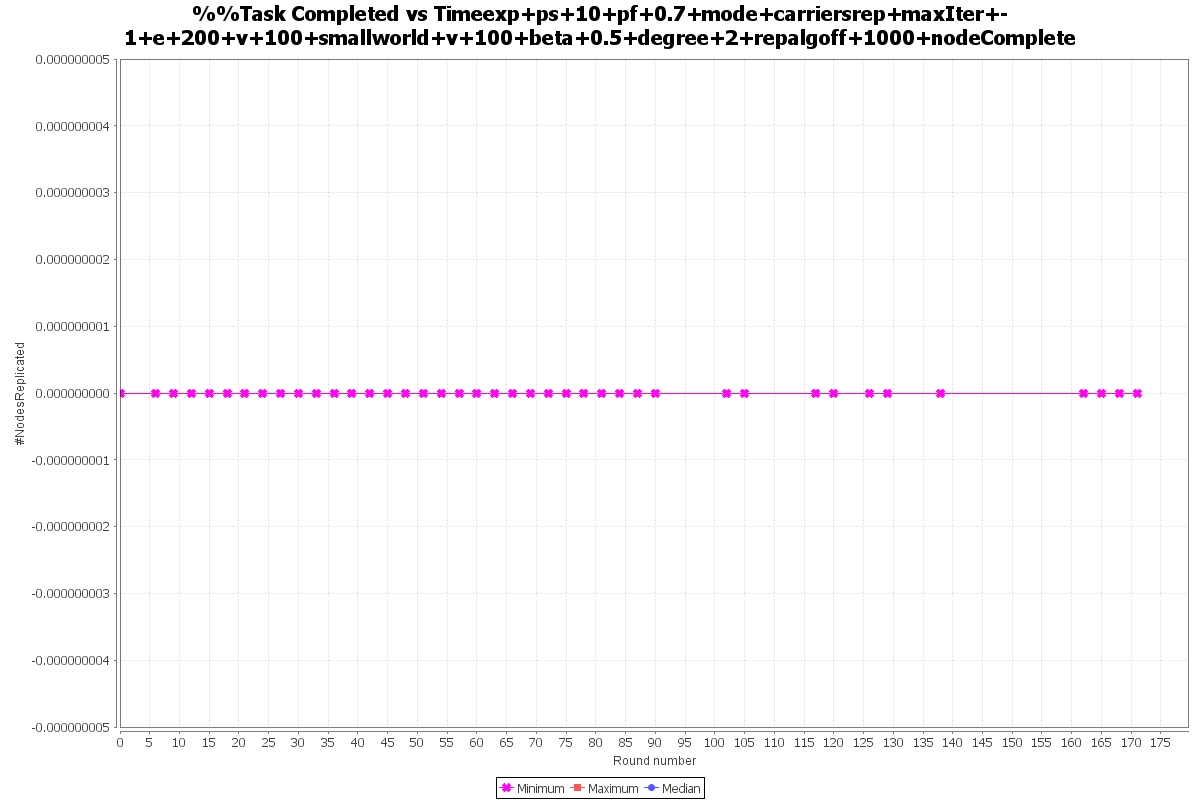 %%Task Completed vs Timeexp+ps+10+pf+0.7+mode+carriersrep+maxIter+-
1+e+200+v+100+smallworld+v+100+beta+0.5+degree+2+repalgoff+1000+nodeComplete
0.000000005
0.000000004
0.000000003
0.000000002
0.000000001
0.000000000
-0.000000001
-0.000000002
-0.000000003
-0.000000004
-0.000000005
#NodesReplicated
0 5 10 15 20 25 30 35 40 45 50 55 60 65 70 75 80 85 90 95 100 105 110 115 120 125 130 135 140 145 150 155 160 165 170 175
Round number
Minimum Maximum Median